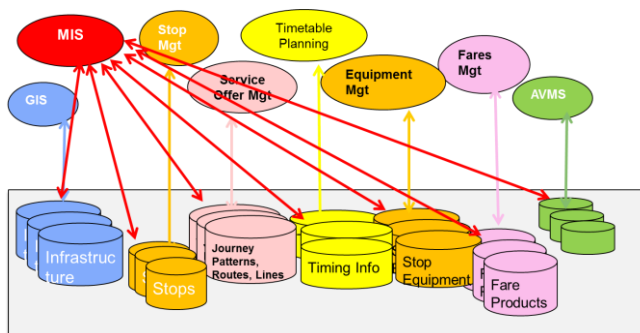 MIS
Stop
Mgt
Timetable
Planning
Service
Offer Mgt
Equipment
Mgt
Fares
Mgt
GIS
AVMS
Infrastruc
ture
Stops
Journey
Patterns,
Routes, Lines
Timing Info
Stop
Equipment
Fare
Products